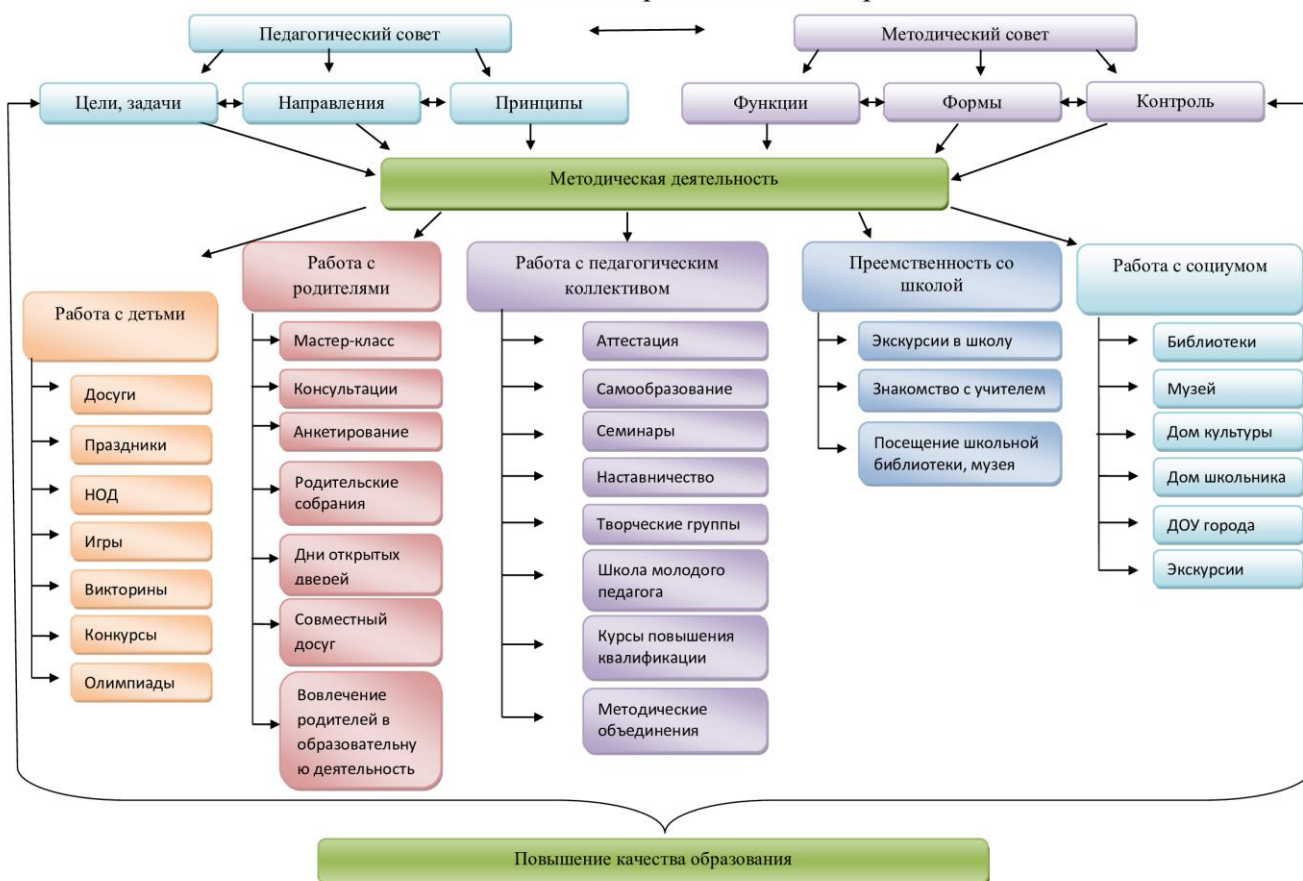 Педагогический совет
Методический совет
Цели, задачи
Направления
Принципы
Функции
Формы
Контроль
Методическая деятельность
Работа с детьми
Досуги
Праздники
НОД
Игры
Викторины
Конкурсы
Олимпиады
Работа с
родителями
Мастер-класс
Консультации
Анкетирование
Родительские
собрания
Дни открытых
дверей
Совместный
досуг
Вовлечение
родителей в
образовательну
ю деятельность
Работа с педагогическим
коллективом
Аттестация
Самообразование
Семинары
Наставничество
Творческие группы
Школа молодого
педагога
Курсы повышения
квалификации
Методические
объединения
Преемственность со
школой
Экскурсии в школу
Знакомство с учителем
Посещение школьной
библиотеки, музея
Работа с социумом
Библиотеки
Музей
Дом культуры
Дом школьника
ДОУ города
Экскурсии
Повышение качества образования